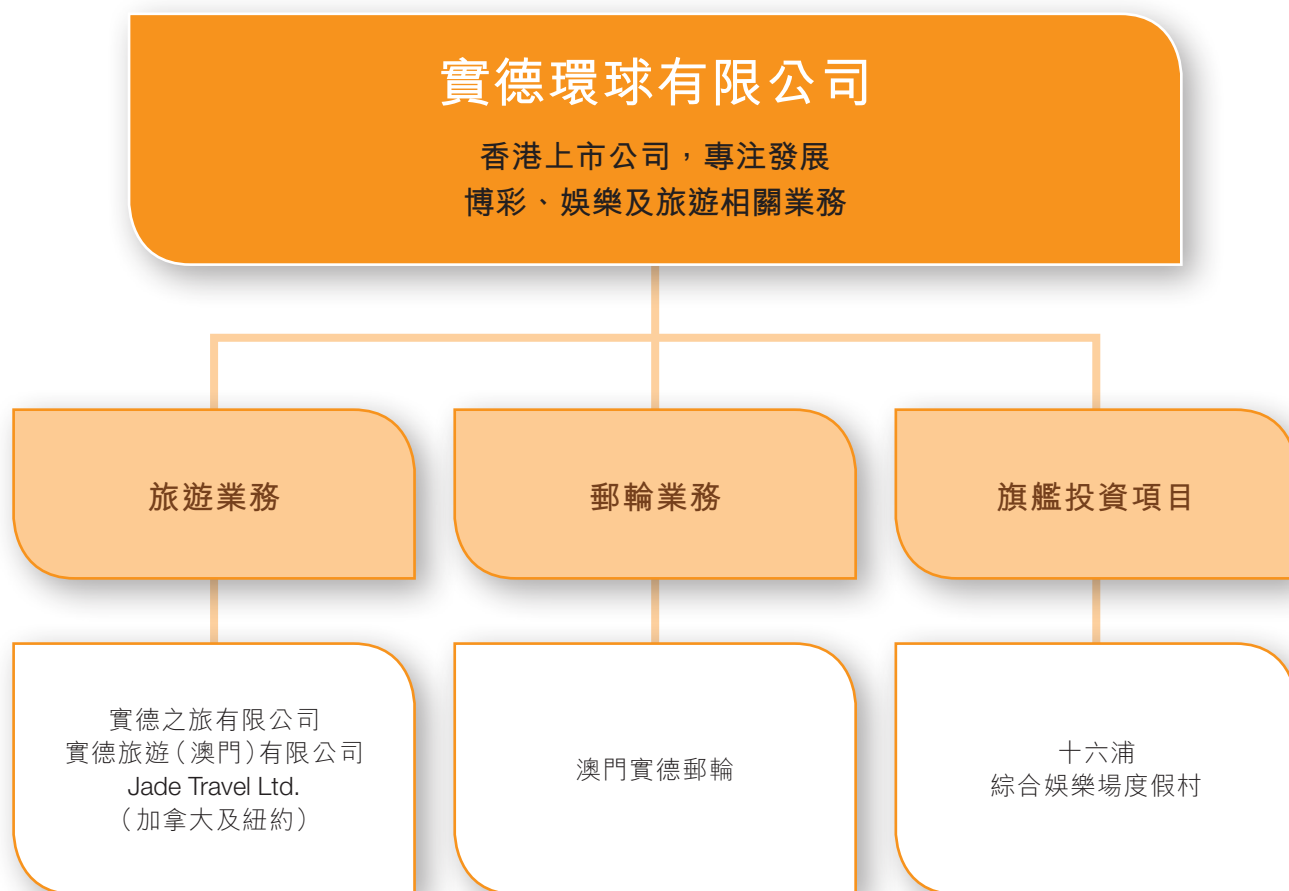 實德環球有限公司
香港上市公司，專注發展
博彩、娛樂及旅遊相關業務
旅遊業務
郵輪業務
旗艦投資項目
實德之旅有限公司
實德旅遊（澳門）有限公司
Jade Travel Ltd.
（加拿大及紐約）
澳門實德郵輪
十六浦
綜合娛樂場度假村